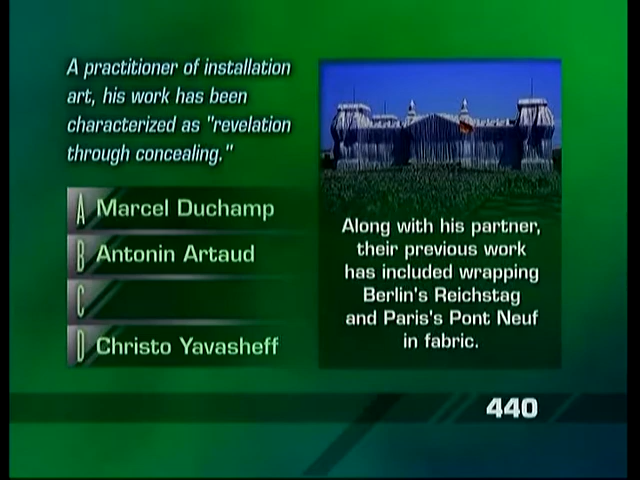 A practitioner of installation
art, his work has been
characterized as "revelation
through concealing."
A Marcel Duchamp
B Antonin Artaud
C
D Christo Yavasheff
Along with his partner,
their previous work
has included wrapping
Berlin's Reichstag
and Paris's Pont Neuf
in fabric.
440